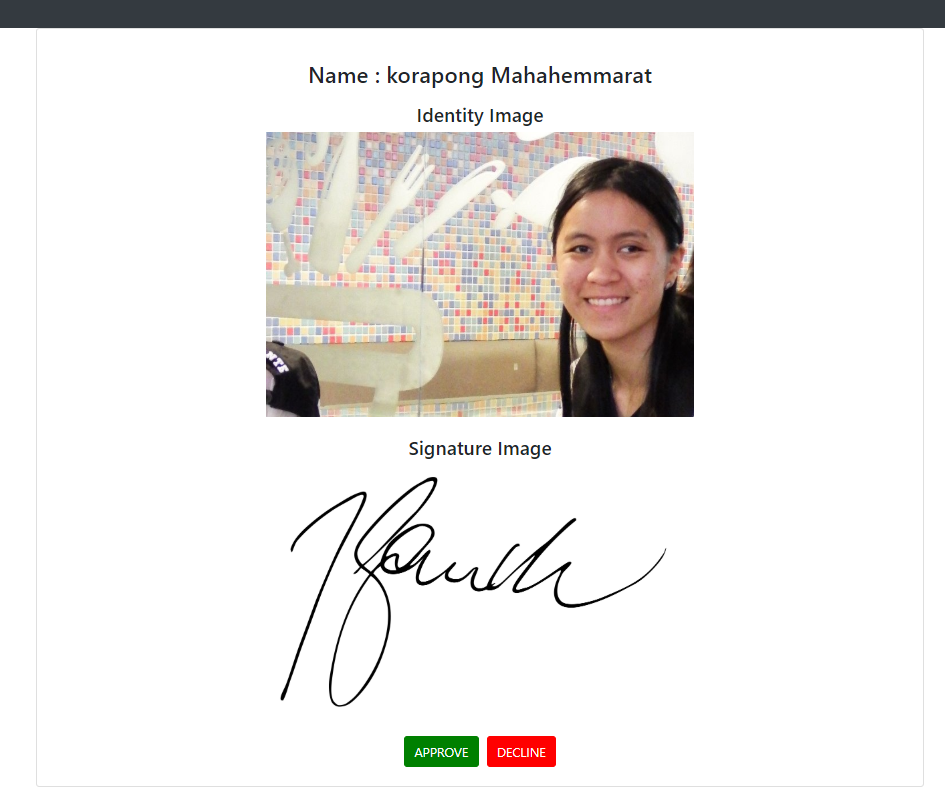 Name : korapong Mahahemmarat
Identity Image
Signature Image
APPROVE
DECLINE